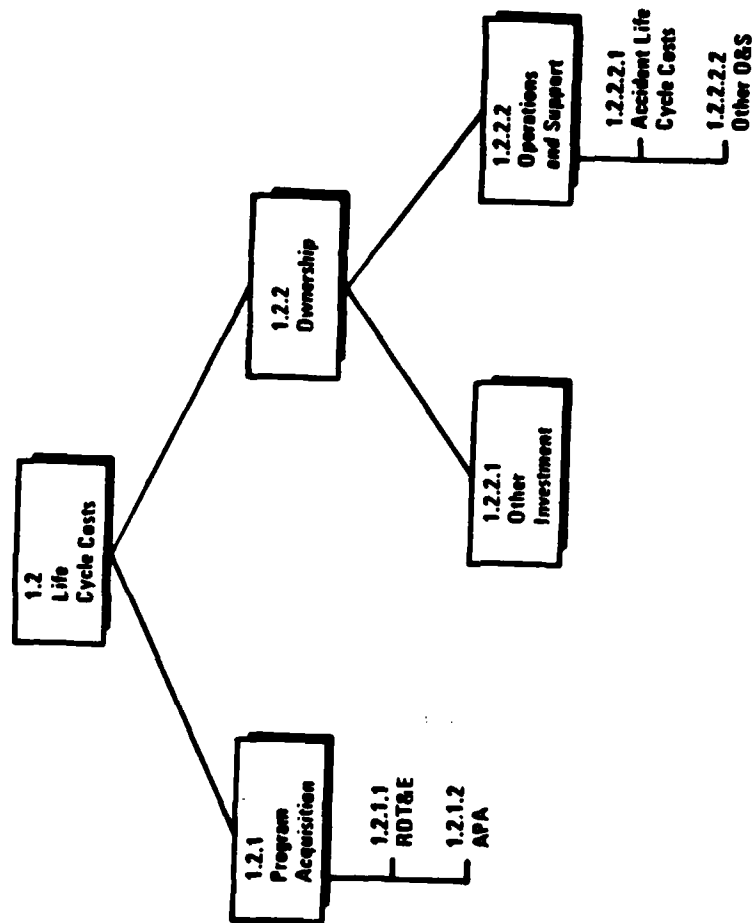 1.2
Life
Cycle Costs
1.2.1
Program
Acquisition
1.2.1.1
RDT&E
1.2.1.2
APA
1.2.2
Ownership
1.2.2.1
Other
Investment
1.2.2.2
Operations
and Support
1.2.2.2.1
Accident Life
Cycle Costs
1.2.2.2.2
Other O&S